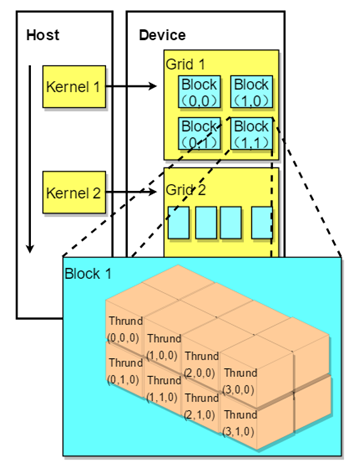 Host
Device
Kernel 1
Grid 1
Block
(0,0)
Block
(1,0)
Block
(0,1)
Block
(1,1)
Kernel 2
Grid 2
Block 1
Thrund
(0,0,0)
Thrund
(1,0,0)
Thrund
(2,0,0)
Thrund
(3,0,0)
Thrund
(0,1,0)
Thrund
(1,1,0)
Thrund
(2,1,0)
Thrund
(3,1,0)